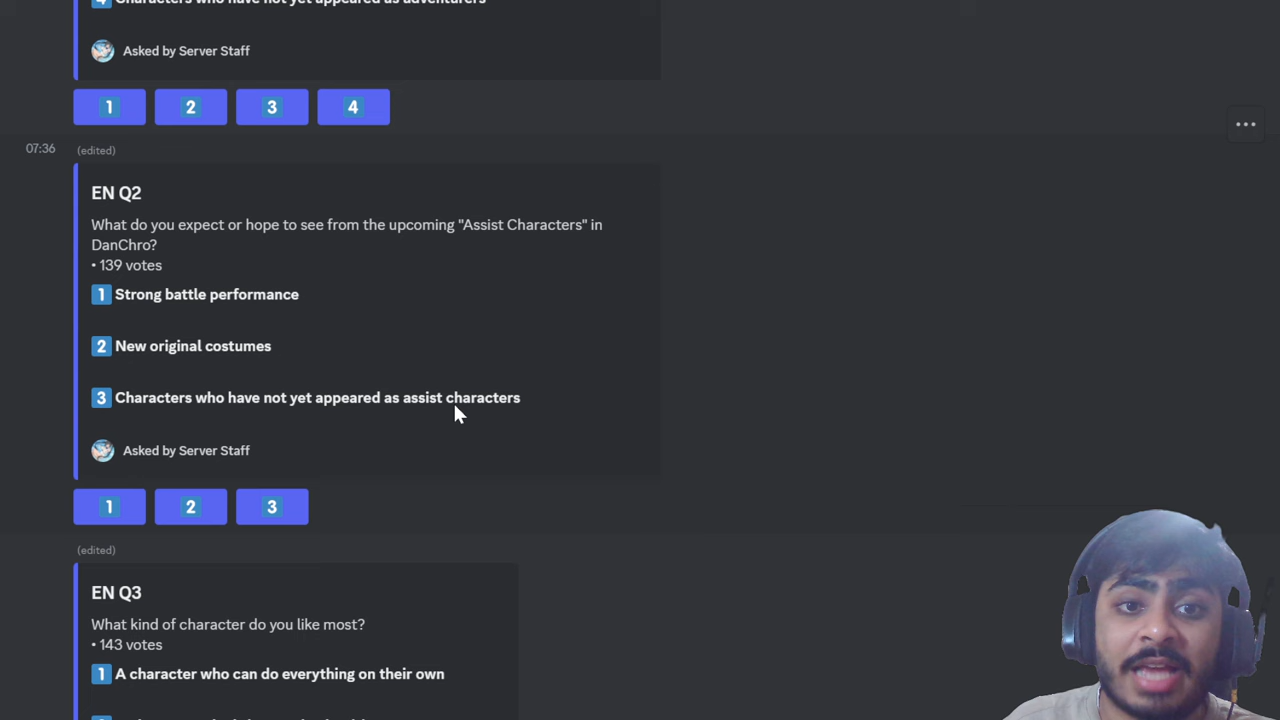 Characters who have not yet appeared as adventurers
Asked by Server Staff
1 2 3 4
07:36 (edited)
EN Q2
What do you expect or hope to see from the upcoming "Assist Characters" in
DanChro?
• 139 votes
1 Strong battle performance
2 New original costumes
3 Characters who have not yet appeared as assist characters
Asked by Server Staff
1 2 3
(edited)
EN Q3
What kind of character do you like most?
• 143 votes
1 A character who can do everything on their own